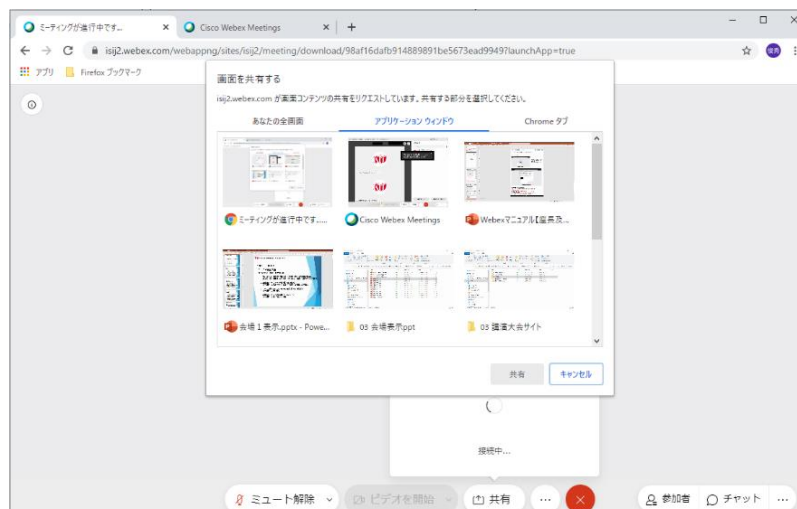 ミーティングが進行中です...
Cisco Webex Meetings
isij2.webex.com/webappng/sites/isij2/meeting/download/98af16dafb914889891be5673ead9949?launchApp=true
アプリ
Firefox ブックマーク
画面を共有する
isij2.webex.com が画面コンテンツの共有をリクエストしています。共有する部分を選択してください。
あなたの全画面
アプリケーション ウィンドウ
Chrome タブ
ミーティングが進行中です.....
Cisco Webex Meetings
Webexマニュアル【座長及...
会場 1 表示.pptx - Powe...
03 会場表示ppt
03 講演大会サイト
共有
キャンセル
接続中...
ミュート解除
ビデオを開始
共有
参加者
チャット